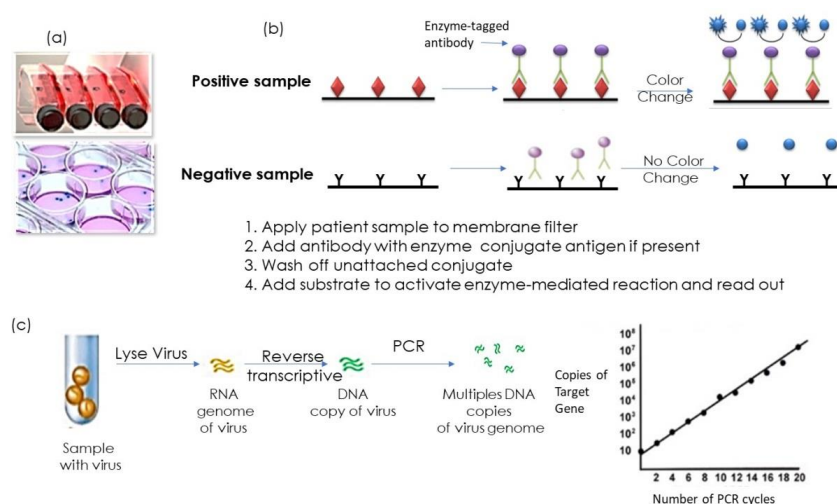 (a)
(b)
Enzyme-tagged
antibody
Positive sample
Color
Change
Negative sample
No Color
Change
Y Y Y
Y Y Y
Y Y Y
1. Apply patient sample to membrane filter
2. Add antibody with enzyme conjugate antigen if present
3. Wash off unattached conjugate
4. Add substrate to activate enzyme-mediated reaction and read out
(c)
Lyse Virus
Reverse
transcriptive
PCR
RNA
genome
of virus
DNA
copy of virus
Multiples DNA
copies
of virus genome
Sample
with virus
Copies of
Target
Gene
10⁸
10⁷
10⁶
10⁵
10⁴
10³
10²
10
2 4 6 8 10 12 14 16 18 20
Number of PCR cycles